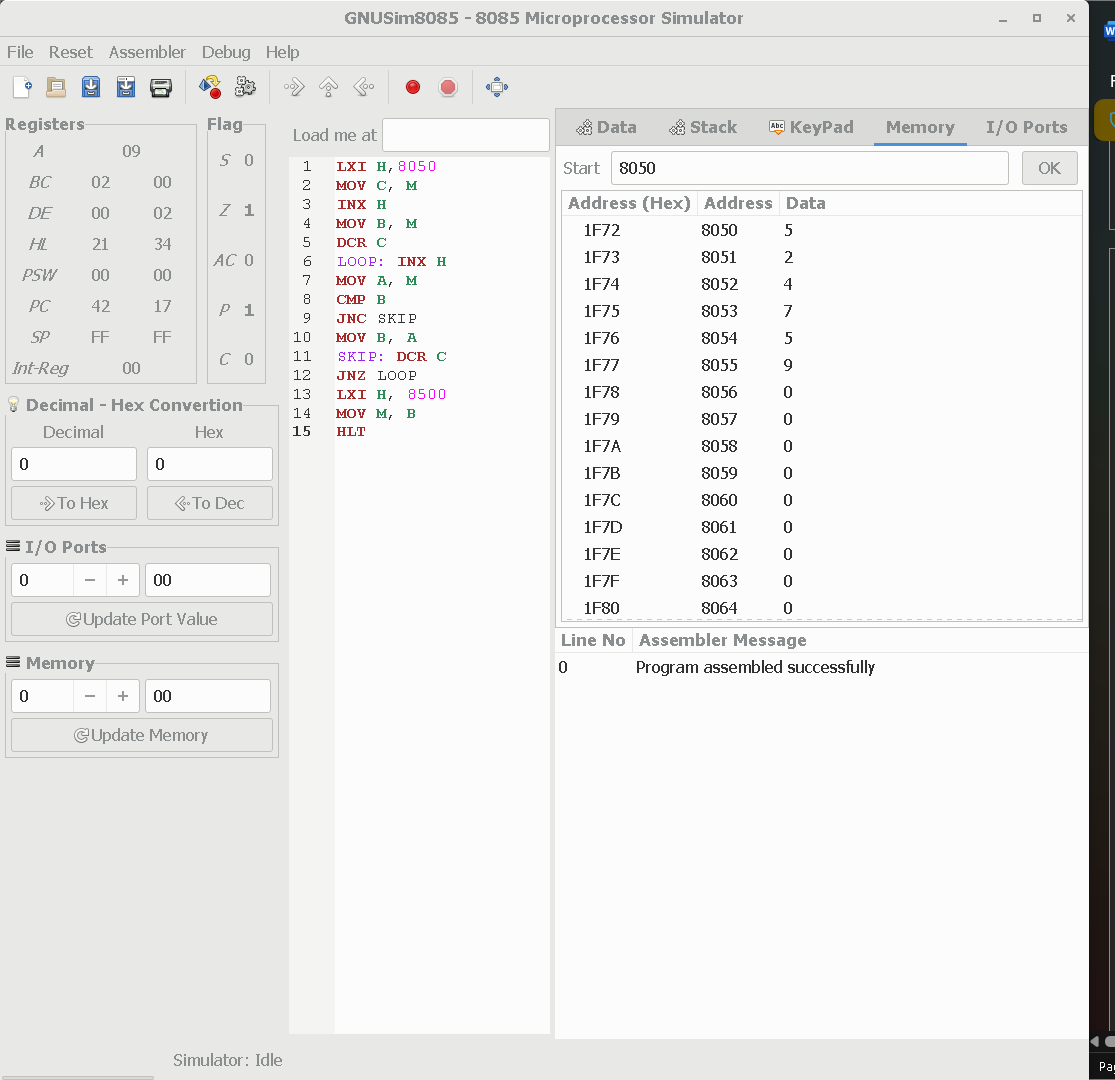 GNUSim8085 - 8085 Microprocessor Simulator
File Reset Assembler Debug Help
Registers
A 09
BC 02 00
DE 00 02
HL 21 34
PSW 00 00
PC 42 17
SP FF FF
Int-Reg 00
Flag
S 0
Z 1
AC 0
P 1
C 0
Decimal - Hex Convertion
Decimal Hex
0 0
To Hex To Dec
I/O Ports
0 − + 00
Update Port Value
Memory
0 − + 00
Update Memory
Load me at
1 LXI H,8050
2 MOV C, M
3 INX H
4 MOV B, M
5 DCR C
6 LOOP: INX H
7 MOV A, M
8 CMP B
9 JNC SKIP
10 MOV B, A
11 SKIP: DCR C
12 JNZ LOOP
13 LXI H, 8500
14 MOV M, B
15 HLT
Data Stack Abc KeyPad Memory I/O Ports
Start 8050 OK
Address (Hex) Address Data
1F72 8050 5
1F73 8051 2
1F74 8052 4
1F75 8053 7
1F76 8054 5
1F77 8055 9
1F78 8056 0
1F79 8057 0
1F7A 8058 0
1F7B 8059 0
1F7C 8060 0
1F7D 8061 0
1F7E 8062 0
1F7F 8063 0
1F80 8064 0
Line No Assembler Message
0 Program assembled successfully
Simulator: Idle
W